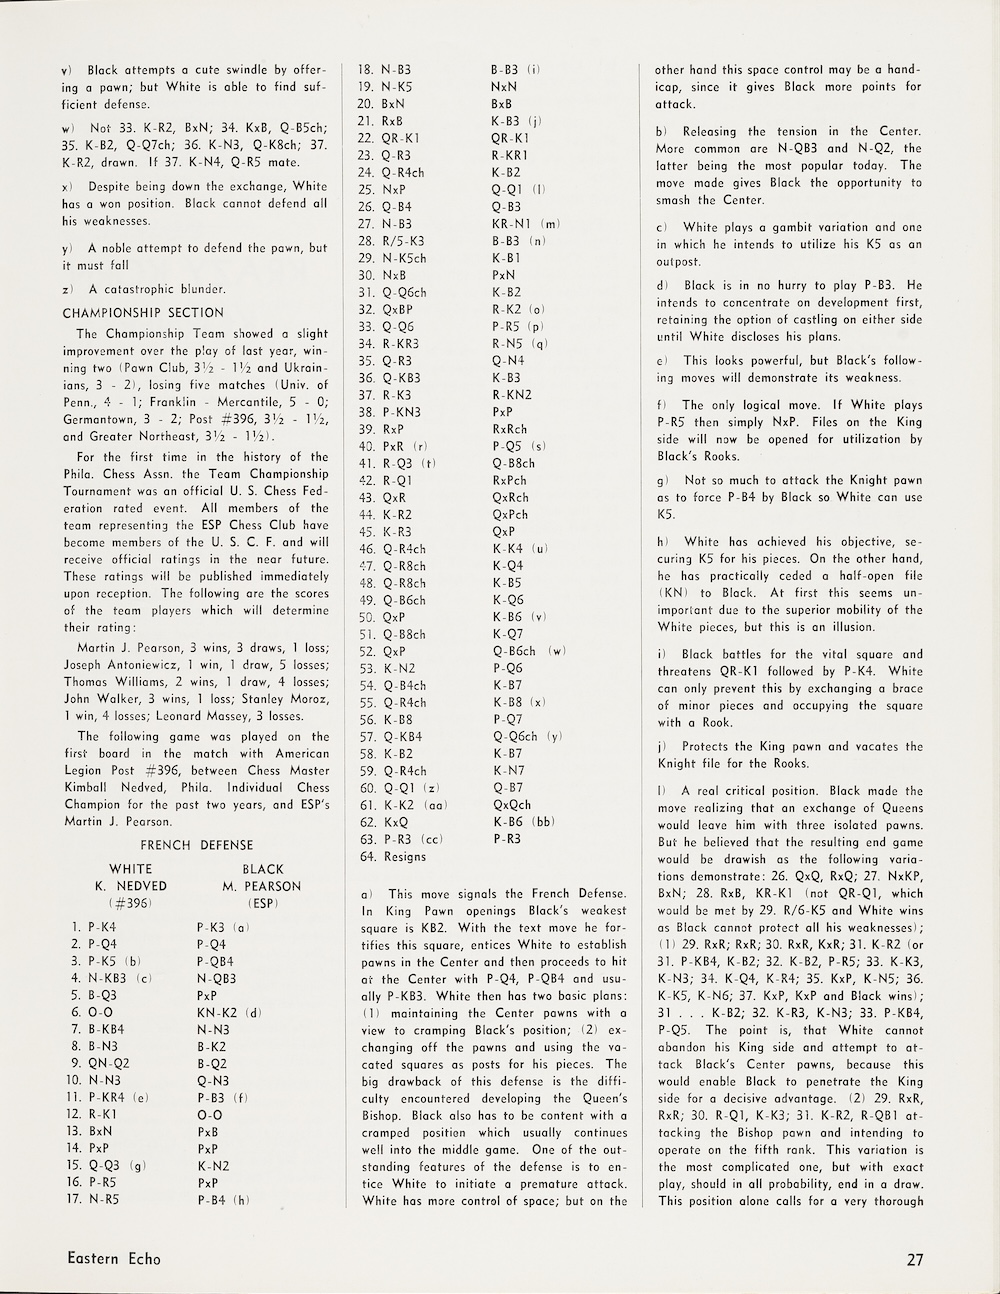 v) Black attempts a cute swindle by offer-
ing a pawn; but White is able to find suf-
ficient defense.
w) Not 33. K-R2, BxN; 34. KxB, Q-B5ch;
35. K-B2, Q-Q7ch; 36. K-N3, Q-K8ch; 37.
K-R2, drawn. If 37. K-N4, Q-R5 mate.
x) Despite being down the exchange, White
has a won position. Black cannot defend all
his weaknesses.
y) A noble attempt to defend the pawn, but
it must fall
z) A catastrophic blunder.
CHAMPIONSHIP SECTION
The Championship Team showed a slight
improvement over the play of last year, win-
ning two (Pawn Club, 3½ - 1½ and Ukrain-
ians, 3 - 2), losing five matches (Univ. of
Penn., 4 - 1; Franklin - Mercantile, 5 - 0;
Germantown, 3 - 2; Post #396, 3½ - 1½,
and Greater Northeast, 3½ - 1½).
For the first time in the history of the
Phila. Chess Assn. the Team Championship
Tournament was an official U. S. Chess Fed-
eration rated event. All members of the
team representing the ESP Chess Club have
become members of the U. S. C. F. and will
receive official ratings in the near future.
These ratings will be published immediately
upon reception. The following are the scores
of the team players which will determine
their rating:
Martin J. Pearson, 3 wins, 3 draws, 1 loss;
Joseph Antoniewicz, 1 win, 1 draw, 5 losses;
Thomas Williams, 2 wins, 1 draw, 4 losses;
John Walker, 3 wins, 1 loss; Stanley Moroz,
1 win, 4 losses; Leonard Massey, 3 losses.
The following game was played on the
first board in the match with American
Legion Post #396, between Chess Master
Kimball Nedved, Phila. Individual Chess
Champion for the past two years, and ESP's
Martin J. Pearson.
FRENCH DEFENSE
WHITE BLACK
K. NEDVED M. PEARSON
(#396) (ESP)
1. P-K4 P-K3 (a)
2. P-Q4 P-Q4
3. P-K5 (b) P-QB4
4. N-KB3 (c) N-QB3
5. B-Q3 PxP
6. O-O KN-K2 (d)
7. B-KB4 N-N3
8. B-N3 B-K2
9. QN-Q2 B-Q2
10. N-N3 Q-N3
11. P-KR4 (e) P-B3 (f)
12. R-K1 O-O
13. BxN PxB
14. PxP PxP
15. Q-Q3 (g) K-N2
16. P-R5 PxP
17. N-R5 P-B4 (h)
18. N-B3 B-B3 (i)
19. N-K5 NxN
20. BxN BxB
21. RxB K-B3 (j)
22. QR-K1 QR-K1
23. Q-R3 R-KR1
24. Q-R4ch K-B2
25. NxP Q-Q1 (l)
26. Q-B4 Q-B3
27. N-B3 KR-N1 (m)
28. R/5-K3 B-B3 (n)
29. N-K5ch K-B1
30. NxB PxN
31. Q-Q6ch K-B2
32. QxBP R-K2 (o)
33. Q-Q6 P-R5 (p)
34. R-KR3 R-N5 (q)
35. Q-R3 Q-N4
36. Q-KB3 K-B3
37. R-K3 R-KN2
38. P-KN3 PxP
39. RxP RxRch
40. PxR (r) P-Q5 (s)
41. R-Q3 (t) Q-B8ch
42. R-Q1 RxPch
43. QxR QxRch
44. K-R2 QxPch
45. K-R3 QxP
46. Q-R4ch K-K4 (u)
47. Q-R8ch K-Q4
48. Q-R8ch K-B5
49. Q-B6ch K-Q6
50. QxP K-B6 (v)
51. Q-B8ch K-Q7
52. QxP Q-B6ch (w)
53. K-N2 P-Q6
54. Q-B4ch K-B7
55. Q-R4ch K-B8 (x)
56. K-B8 P-Q7
57. Q-KB4 Q-Q6ch (y)
58. K-B2 K-B7
59. Q-R4ch K-N7
60. Q-Q1 (z) Q-B7
61. K-K2 (aa) QxQch
62. KxQ K-B6 (bb)
63. P-R3 (cc) P-R3
64. Resigns
a) This move signals the French Defense.
In King Pawn openings Black's weakest
square is KB2. With the text move he for-
tifies this square, entices White to establish
pawns in the Center and then proceeds to hit
at the Center with P-Q4, P-QB4 and usu-
ally P-KB3. White then has two basic plans:
(1) maintaining the Center pawns with a
view to cramping Black's position; (2) ex-
changing off the pawns and using the va-
cated squares as posts for his pieces. The
big drawback of this defense is the diffi-
culty encountered developing the Queen's
Bishop. Black also has to be content with a
cramped position which usually continues
well into the middle game. One of the out-
standing features of the defense is to en-
tice White to initiate a premature attack.
White has more control of space; but on the
other hand this space control may be a hand-
icap, since it gives Black more points for
attack.
b) Releasing the tension in the Center.
More common are N-QB3 and N-Q2, the
latter being the most popular today. The
move made gives Black the opportunity to
smash the Center.
c) White plays a gambit variation and one
in which he intends to utilize his K5 as an
outpost.
d) Black is in no hurry to play P-B3. He
intends to concentrate on development first,
retaining the option of castling on either side
until White discloses his plans.
e) This looks powerful, but Black's follow-
ing moves will demonstrate its weakness.
f) The only logical move. If White plays
P-R5 then simply NxP. Files on the King
side will now be opened for utilization by
Black's Rooks.
g) Not so much to attack the Knight pawn
as to force P-B4 by Black so White can use
K5.
h) White has achieved his objective, se-
curing K5 for his pieces. On the other hand,
he has practically ceded a half-open file
(KN) to Black. At first this seems un-
important due to the superior mobility of the
White pieces, but this is an illusion.
i) Black battles for the vital square and
threatens QR-K1 followed by P-K4. White
can only prevent this by exchanging a brace
of minor pieces and occupying the square
with a Rook.
j) Protects the King pawn and vacates the
Knight file for the Rooks.
l) A real critical position. Black made the
move realizing that an exchange of Queens
would leave him with three isolated pawns.
But he believed that the resulting end game
would be drawish as the following varia-
tions demonstrate: 26. QxQ, RxQ; 27. NxKP,
BxN; 28. RxB, KR-K1 (not QR-Q1, which
would be met by 29. R/6-K5 and White wins
as Black cannot protect all his weaknesses);
(1) 29. RxR; RxR; 30. RxR, KxR; 31. K-R2 (or
31. P-KB4, K-B2; 32. K-B2, P-R5; 33. K-K3,
K-N3; 34. K-Q4, K-R4; 35. KxP, K-N5; 36.
K-K5, K-N6; 37. KxP, KxP and Black wins);
31 . . . K-B2; 32. K-R3, K-N3; 33. P-KB4,
P-Q5. The point is, that White cannot
abandon his King side and attempt to at-
tack Black's Center pawns, because this
would enable Black to penetrate the King
side for a decisive advantage. (2) 29. RxR,
RxR; 30. R-Q1, K-K3; 31. K-R2, R-QB1 at-
tacking the Bishop pawn and intending to
operate on the fifth rank. This variation is
the most complicated one, but with exact
play, should in all probability, end in a draw.
This position alone calls for a very thorough
Eastern Echo 27